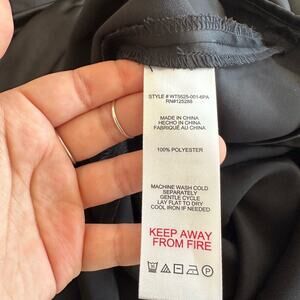 STYLE # WT5525-001-6PA
RN#125288
MADE IN CHINA
HECHO EN CHINA
FABRIQUÉ AU CHINA
100% POLYESTER
MACHINE WASH COLD
SEPARATELY
GENTLE CYCLE
LAY FLAT TO DRY
COOL IRON IF NEEDED
KEEP AWAY
FROM FIRE
P